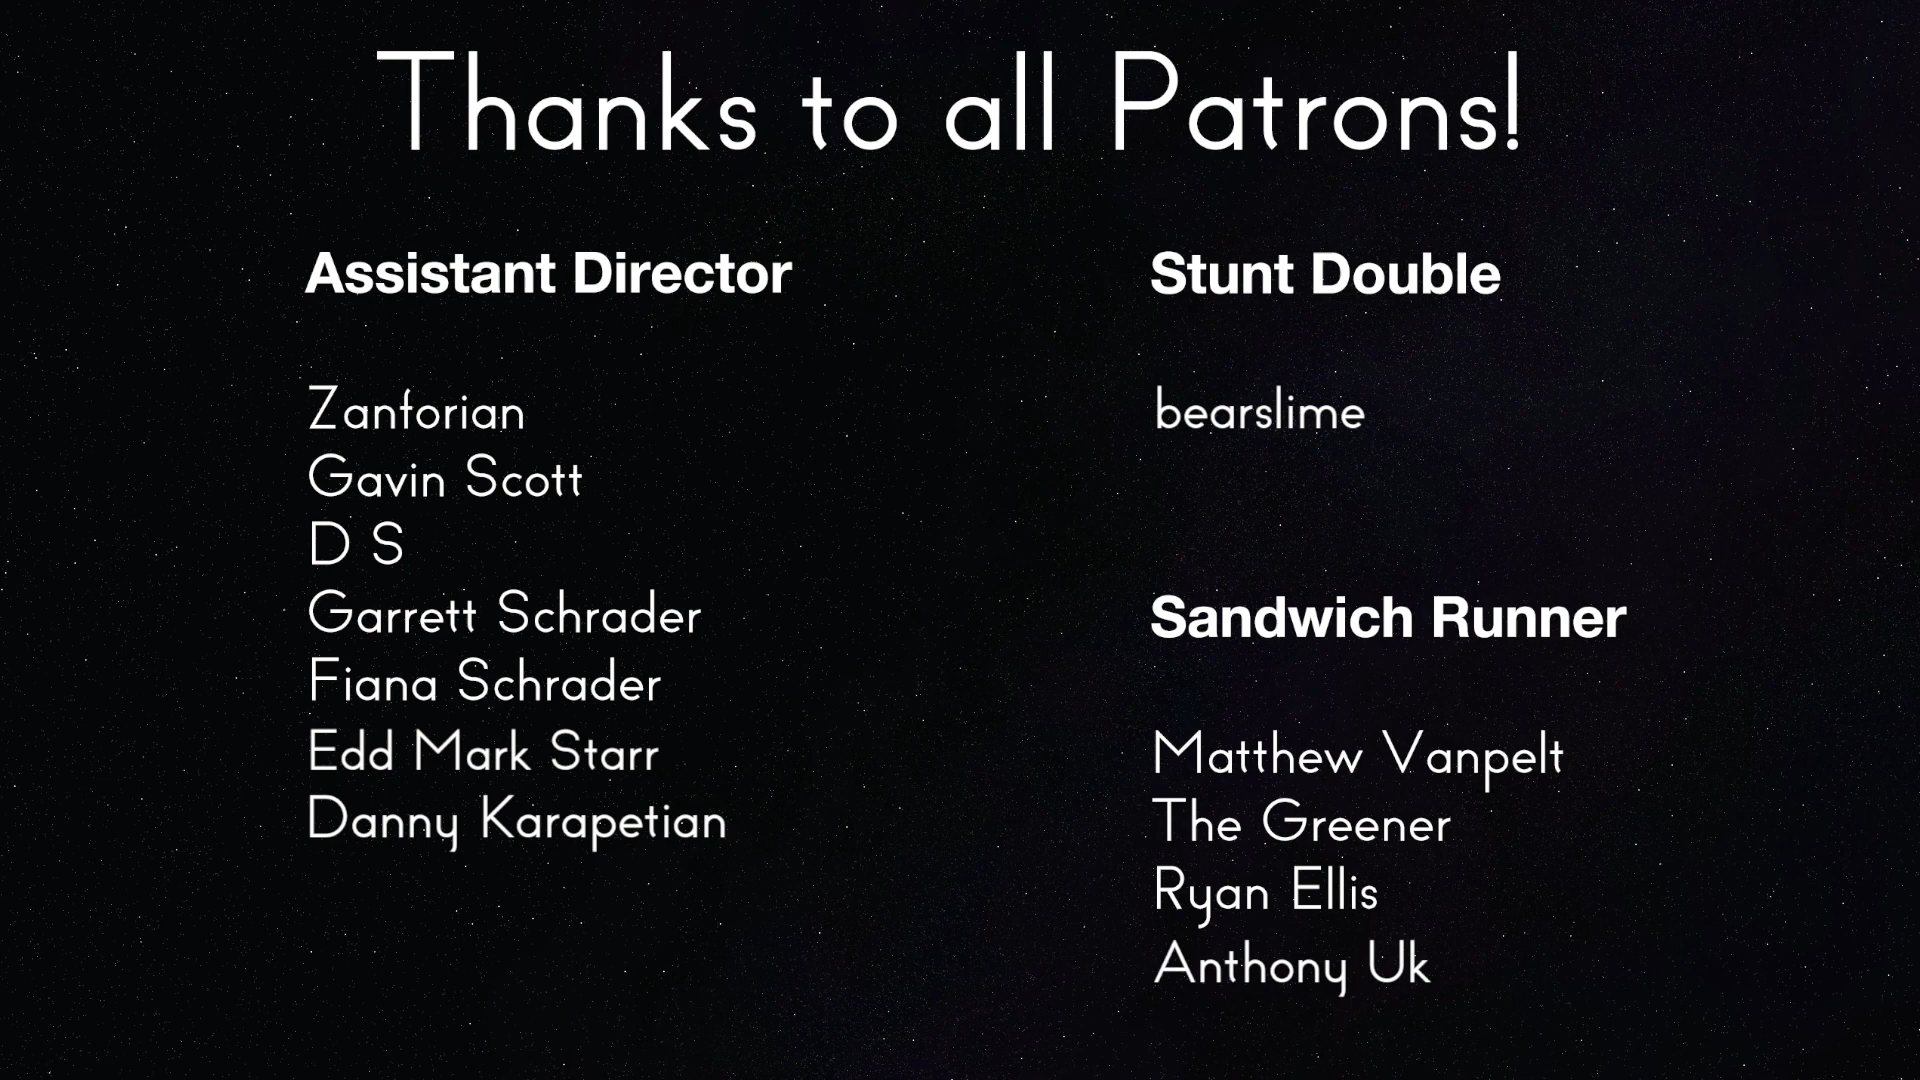 Thanks to all Patrons!
Assistant Director
Zanforian
Gavin Scott
D S
Garrett Schrader
Fiana Schrader
Edd Mark Starr
Danny Karapetian
Stunt Double
bearslime
Sandwich Runner
Matthew Vanpelt
The Greener
Ryan Ellis
Anthony Uk